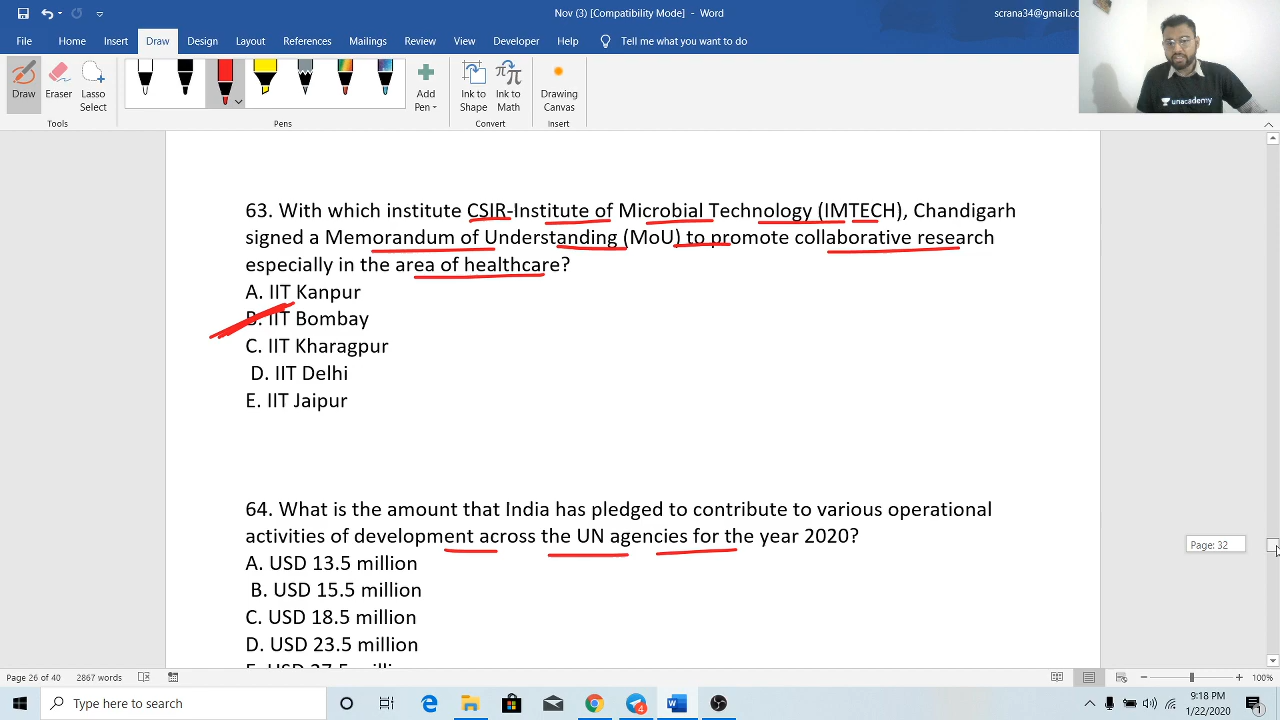 Nov (3) [Compatibility Mode] - Word
scrana34@gmail.co
File Home Insert Draw Design Layout References Mailings Review View Developer Help Tell me what you want to do
Draw Eraser Lasso Select Add Pen Ink to Shape Ink to Math Drawing Canvas
Tools Pens Convert Insert
unacademy
63. With which institute CSIR-Institute of Microbial Technology (IMTECH), Chandigarh
signed a Memorandum of Understanding (MoU) to promote collaborative research
especially in the area of healthcare?
A. IIT Kanpur
B. IIT Bombay
C. IIT Kharagpur
D. IIT Delhi
E. IIT Jaipur
64. What is the amount that India has pledged to contribute to various operational
activities of development across the UN agencies for the year 2020?
A. USD 13.5 million
B. USD 15.5 million
C. USD 18.5 million
D. USD 23.5 million
Page: 32
Page 26 of 40 2867 words 100%
Type here to search
4
9:18 PM
1/22/2020
1